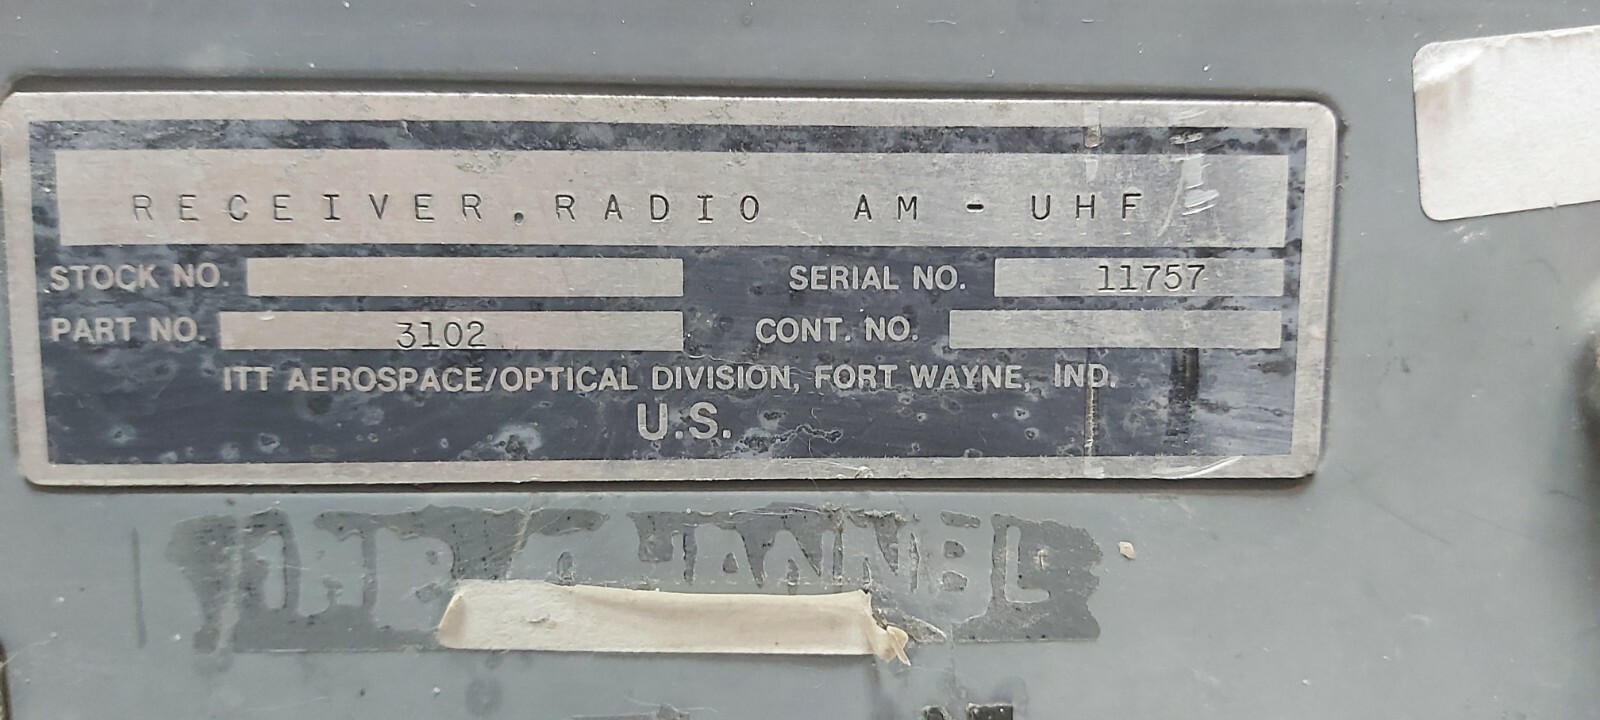 RECEIVER.RADIO AM-UHF
STOCK NO.
SERIAL NO. 11757
PART NO. 3102
CONT. NO.
ITT AEROSPACE/OPTICAL DIVISION, FORT WAYNE, IND.
U.S.
CHANNEL